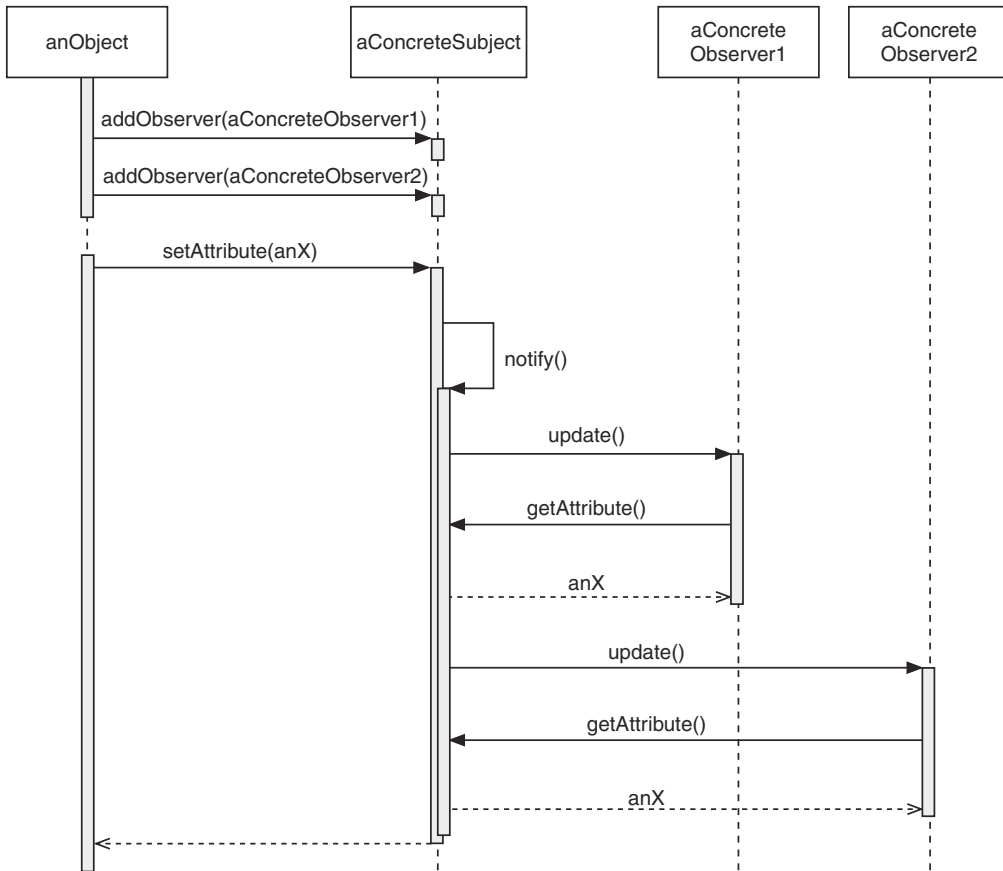 anObject
aConcreteSubject
aConcrete
Observer1
aConcrete
Observer2
addObserver(aConcreteObserver1)
addObserver(aConcreteObserver2)
setAttribute(anX)
notify()
update()
getAttribute()
anX
update()
getAttribute()
anX